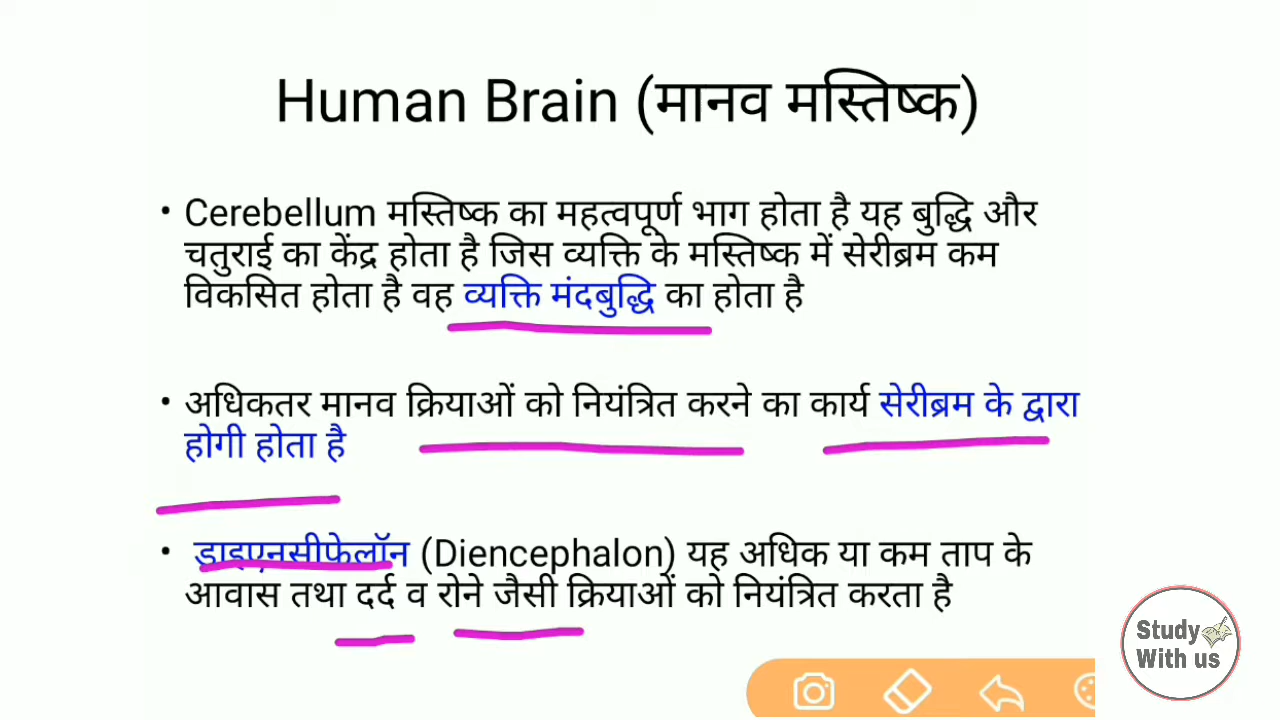 Human Brain (मानव मस्तिष्क)
• Cerebellum मस्तिष्क का महत्वपूर्ण भाग होता है यह बुद्धि और
चतुराई का केंद्र होता है जिस व्यक्ति के मस्तिष्क में सेरीब्रम कम
विकसित होता है वह व्यक्ति मंदबुद्धि का होता है
• अधिकतर मानव क्रियाओं को नियंत्रित करने का कार्य सेरीब्रम के द्वारा
होगी होता है
• डाइएनसीफेलॉन (Diencephalon) यह अधिक या कम ताप के
आवास तथा दर्द व रोने जैसी क्रियाओं को नियंत्रित करता है
Study
With us